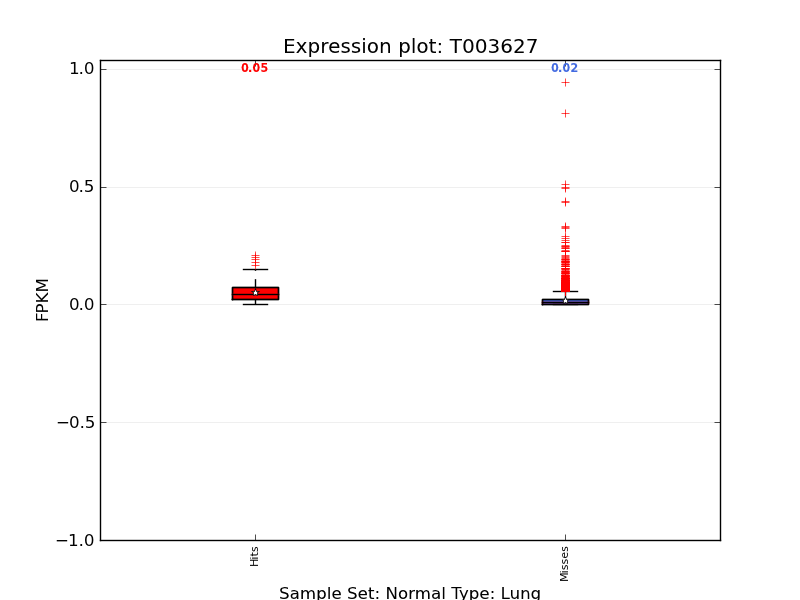 Expression plot: T003627
1.0
0.05
0.02
0.5
0.0
−0.5
−1.0
FPKM
Hits
Misses
Sample Set: Normal Type: Lung